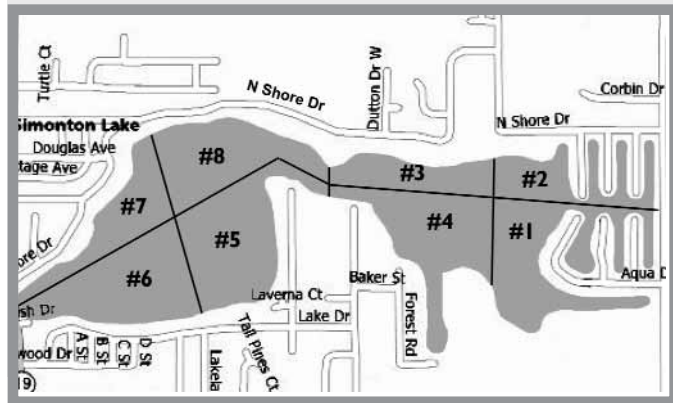 Turtle Ct
N Shore Dr
Dutton Dr W
Corbin Dr
N Shore Dr
Simonton Lake
Douglas Ave
tage Ave
#8
#3
#2
#7
#5
#4
#1
ore Dr
#6
Baker St
Aqua D
sh Dr
Laverna Ct
Lake Dr
Forest Rd
wood Dr
A St
B St
C St
D St
Tall Pines Ct
Lakela
19